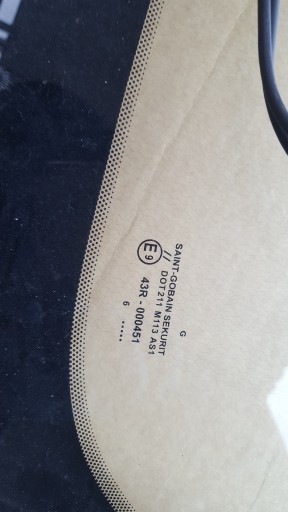 G
SAINT-GOBAIN SEKURIT
// DOT 211 M113 AS1
E9 43R - 000451
6 .....